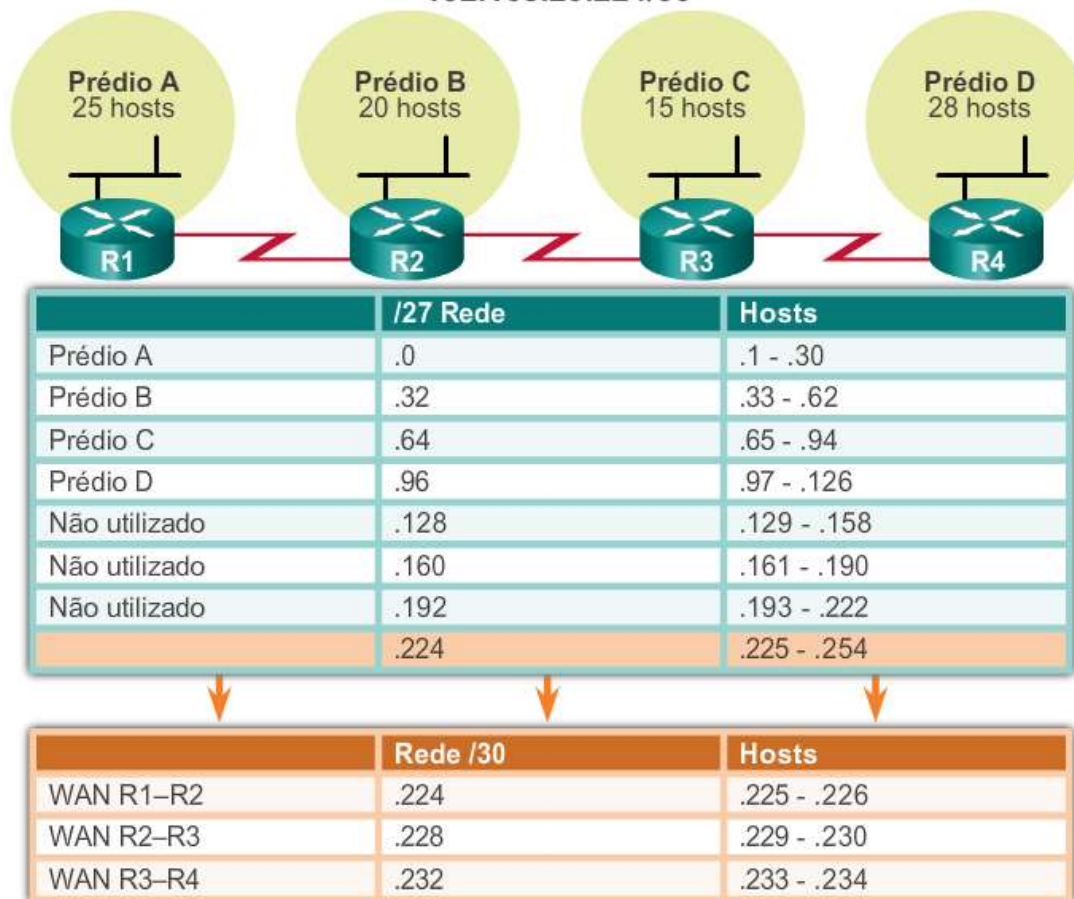 Prédio A
25 hosts
Prédio B
20 hosts
Prédio C
15 hosts
Prédio D
28 hosts
R1
R2
R3
R4
/27 Rede Hosts
Prédio A .0 .1 - .30
Prédio B .32 .33 - .62
Prédio C .64 .65 - .94
Prédio D .96 .97 - .126
Não utilizado .128 .129 - .158
Não utilizado .160 .161 - .190
Não utilizado .192 .193 - .222
.224 .225 - .254
Rede /30 Hosts
WAN R1–R2 .224 .225 - .226
WAN R2–R3 .228 .229 - .230
WAN R3–R4 .232 .233 - .234